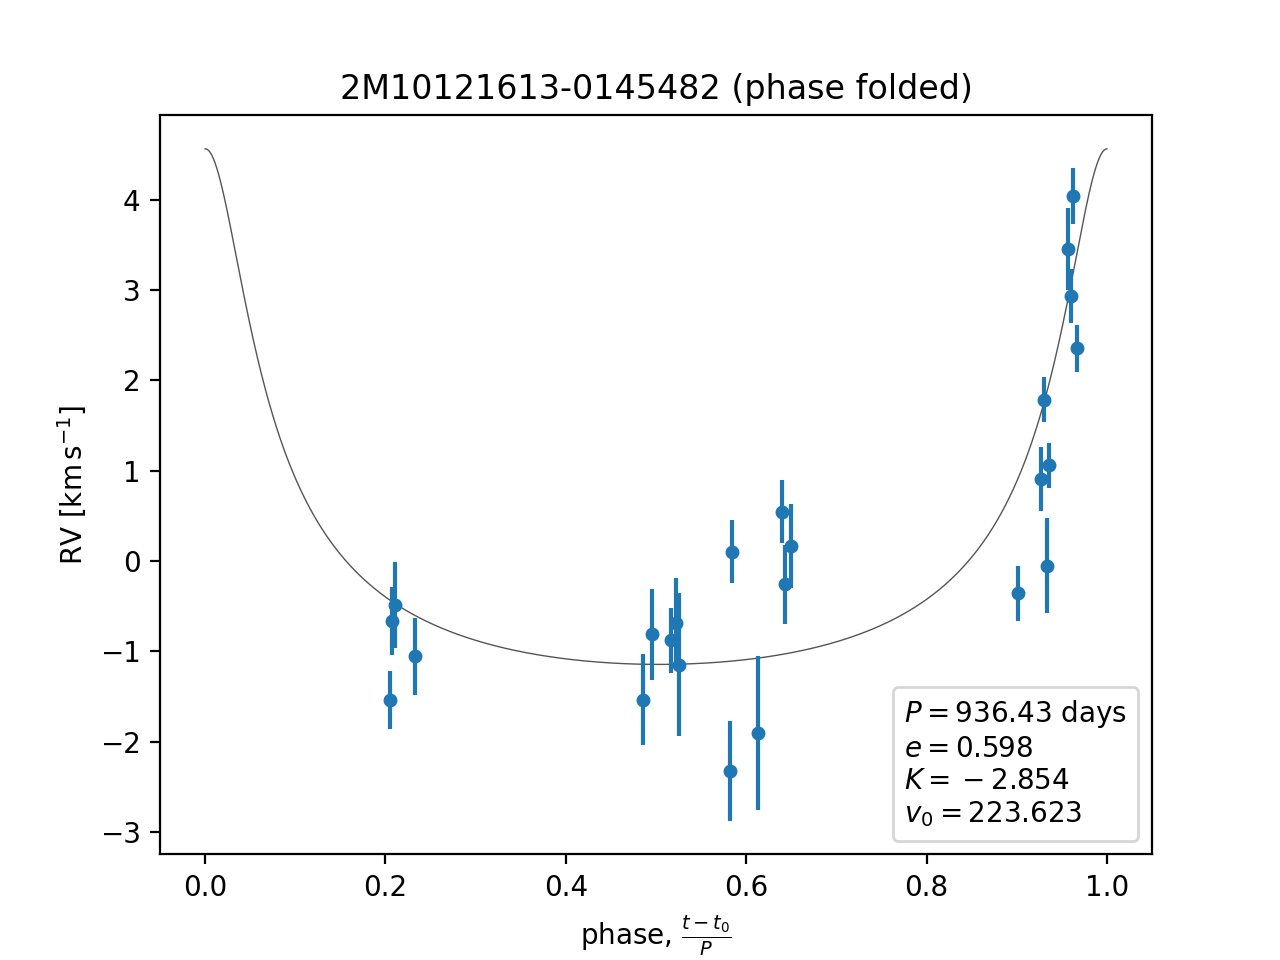 2M10121613-0145482 (phase folded)
RV [km s⁻¹]
4
3
2
1
0
−1
−2
−3
P = 936.43 days
e = 0.598
K = −2.854
v₀ = 223.623
0.0 0.2 0.4 0.6 0.8 1.0
phase, (t − t₀)/P